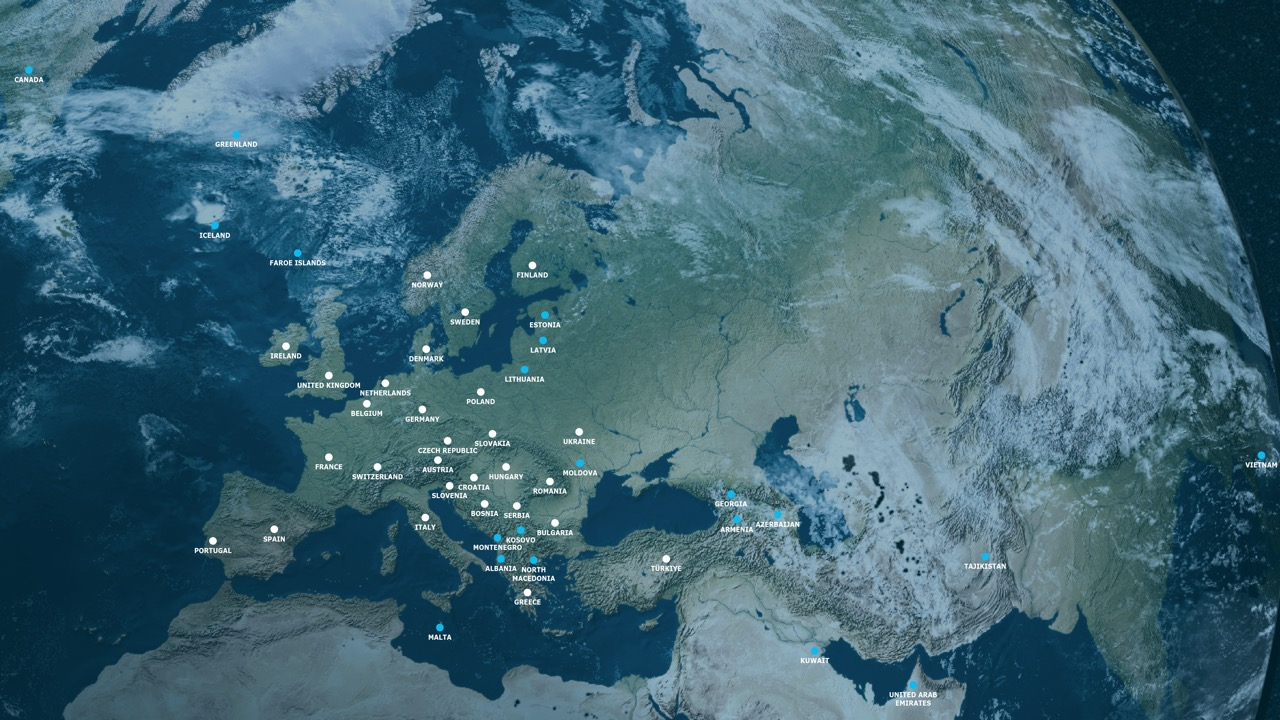 CANADA
GREENLAND
ICELAND
FAROE ISLANDS
NORWAY
FINLAND
SWEDEN
ESTONIA
LATVIA
IRELAND
DENMARK
LITHUANIA
UNITED KINGDOM
NETHERLANDS
POLAND
BELGIUM
GERMANY
SLOVAKIA
UKRAINE
CZECH REPUBLIC
FRANCE
AUSTRIA
VIETNAM
SWITZERLAND
HUNGARY
MOLDOVA
CROATIA
SLOVENIA
ROMANIA
GEORGIA
BOSNIA
SERBIA
ITALY
ARMENIA
AZERBAIJAN
BULGARIA
SPAIN
KOSOVO
PORTUGAL
MONTENEGRO
ALBANIA
NORTH
MACEDONIA
TÜRKIYE
TAJIKISTAN
GREECE
MALTA
KUWAIT
UNITED ARAB
EMIRATES